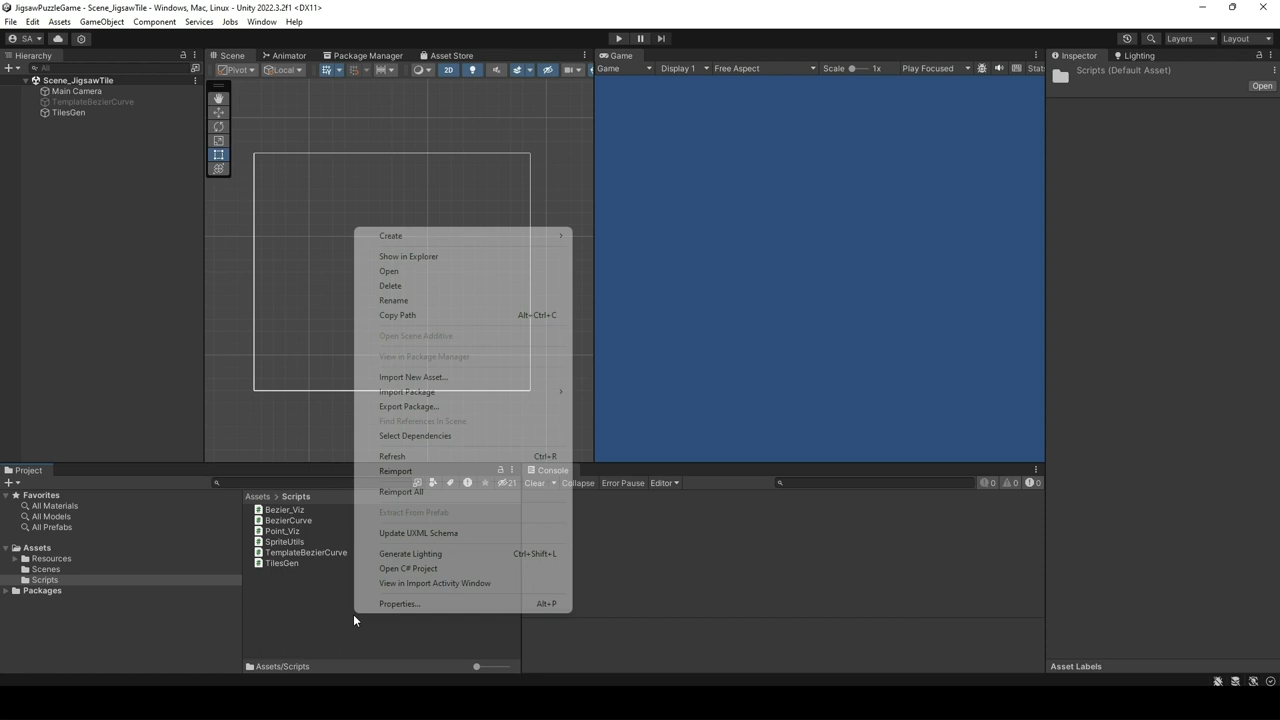 JigsawPuzzleGame - Scene_JigsawTile - Windows, Mac, Linux - Unity 2022.3.2f1 <DX11>
File Edit Assets GameObject Component Services Jobs Window Help
SA Layers Layout
Hierarchy Scene Animator Package Manager Asset Store Game Inspector Lighting
All Pivot Local 2D Game Display 1 Free Aspect Scale 1x Play Focused Stats
Scripts (Default Asset)
Open
Scene_JigsawTile
Main Camera
TemplateBezierCurve
TilesGen
Create
Show in Explorer
Open
Delete
Rename
Copy Path Alt+Ctrl+C
Open Scene Additive
View in Package Manager
Import New Asset...
Import Package
Export Package...
Find References In Scene
Select Dependencies
Refresh Ctrl+R
Reimport
Reimport All
Extract From Prefab
Update UXML Schema
Generate Lighting Ctrl+Shift+L
Open C# Project
View in Import Activity Window
Properties... Alt+P
Project Console
21 Clear Collapse Error Pause Editor 0 0 0
Favorites
All Materials
All Models
All Prefabs
Assets
Resources
Scenes
Scripts
Packages
Assets > Scripts
Bezier_Viz
BezierCurve
Point_Viz
SpriteUtils
TemplateBezierCurve
TilesGen
Assets/Scripts
Asset Labels